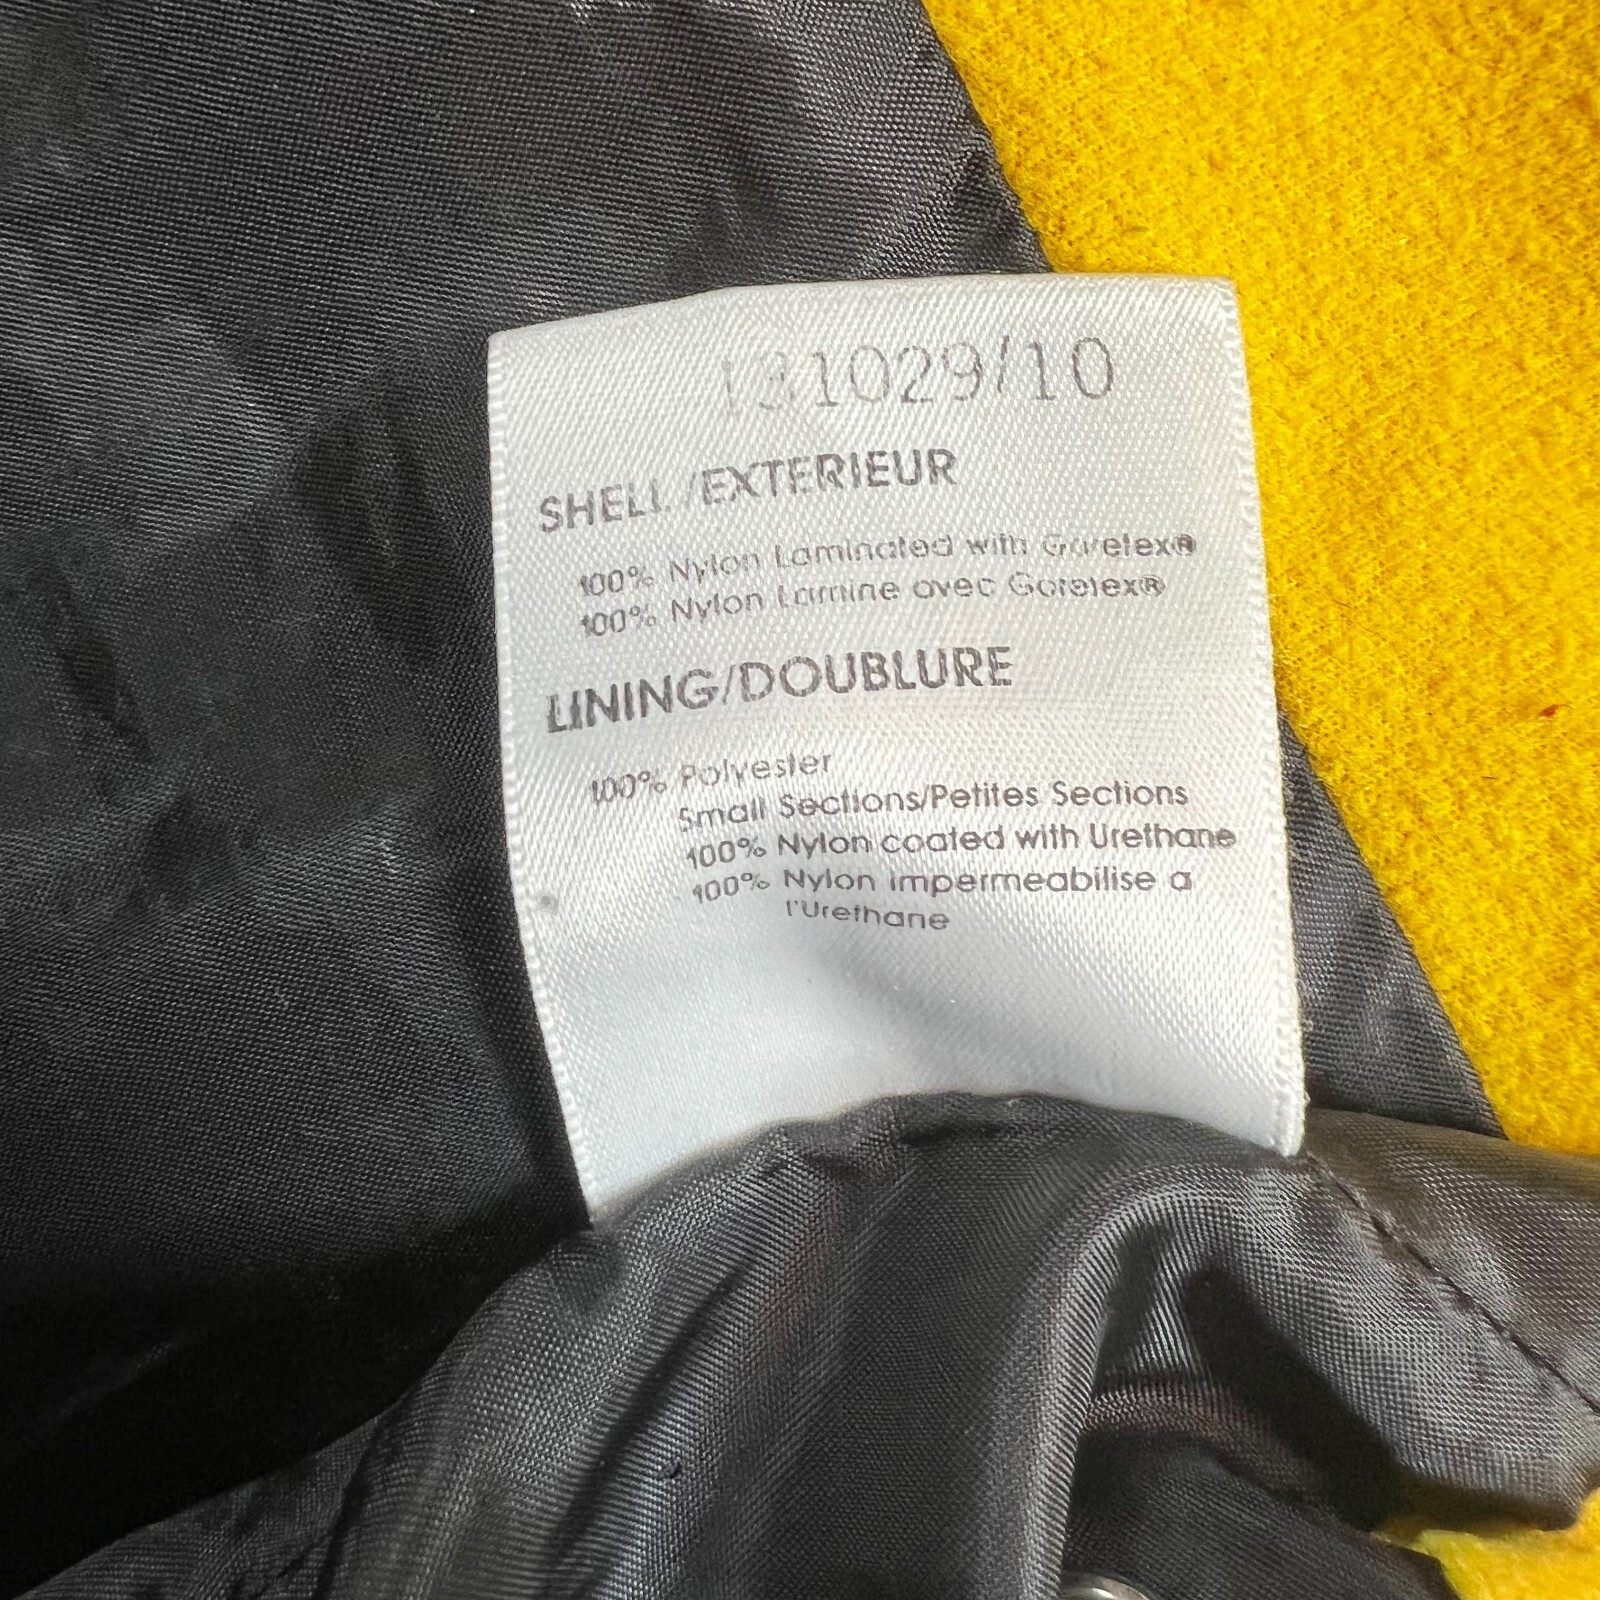 131029/10
SHELL/EXTERIEUR
100% Nylon Laminated with Goretex®
100% Nylon Lamine avec Goretex®
LINING/DOUBLURE
100% Polyester
Small Sections/Petites Sections
100% Nylon coated with Urethane
100% Nylon impermeabilise a
l'Urethane